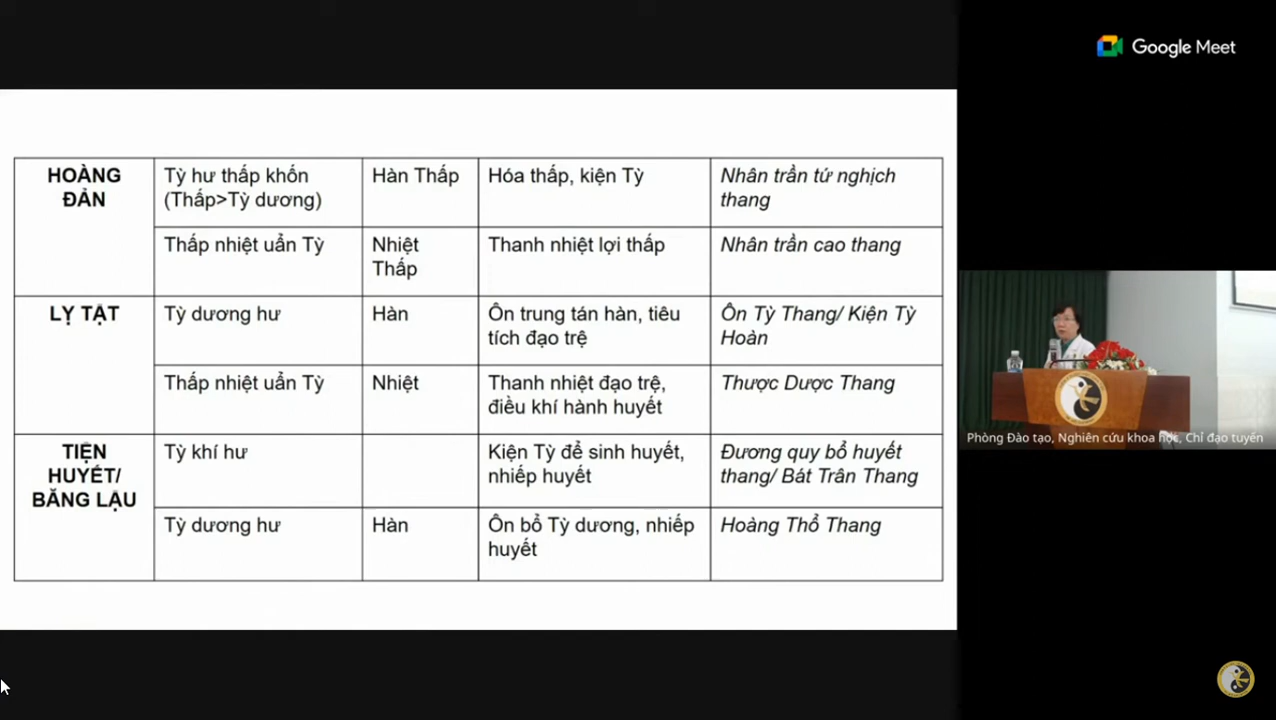 Google Meet
HOÀNG
ĐẢN
Tỳ hư thấp khốn
(Thấp>Tỳ dương)
Hàn Thấp
Hóa thấp, kiện Tỳ
Nhân trần tứ nghịch
thang
Thấp nhiệt uẩn Tỳ
Nhiệt
Thấp
Thanh nhiệt lợi thấp
Nhân trần cao thang
LỴ TẬT
Tỳ dương hư
Hàn
Ôn trung tán hàn, tiêu
tích đạo trệ
Ôn Tỳ Thang/ Kiện Tỳ
Hoàn
Thấp nhiệt uẩn Tỳ
Nhiệt
Thanh nhiệt đạo trệ,
điều khí hành huyết
Thược Dược Thang
TIỆN
HUYẾT/
BĂNG LẬU
Tỳ khí hư
Kiện Tỳ để sinh huyết,
nhiếp huyết
Đương quy bổ huyết
thang/ Bát Trân Thang
Tỳ dương hư
Hàn
Ôn bổ Tỳ dương, nhiếp
huyết
Hoàng Thổ Thang
Phòng Đào tạo, Nghiên cứu khoa học, Chỉ đạo tuyến